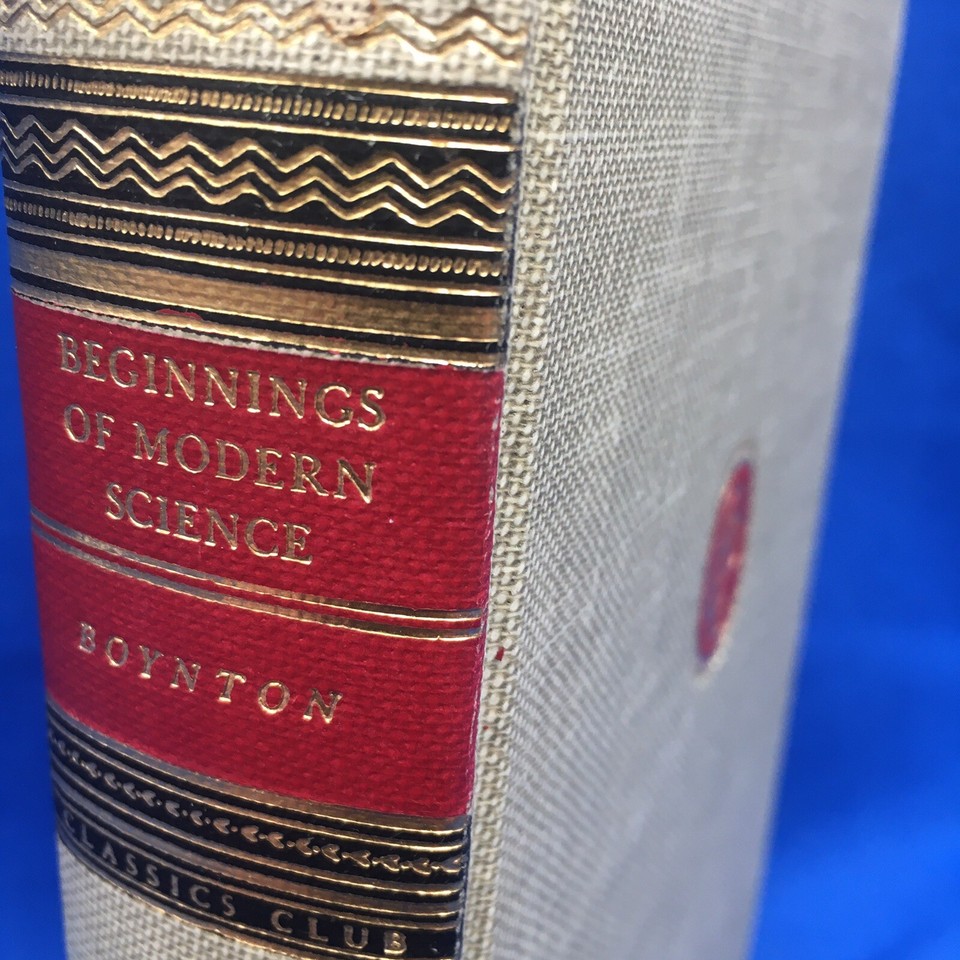 BEGINNINGS
OF MODERN
SCIENCE
BOYNTON
CLASSICS CLUB